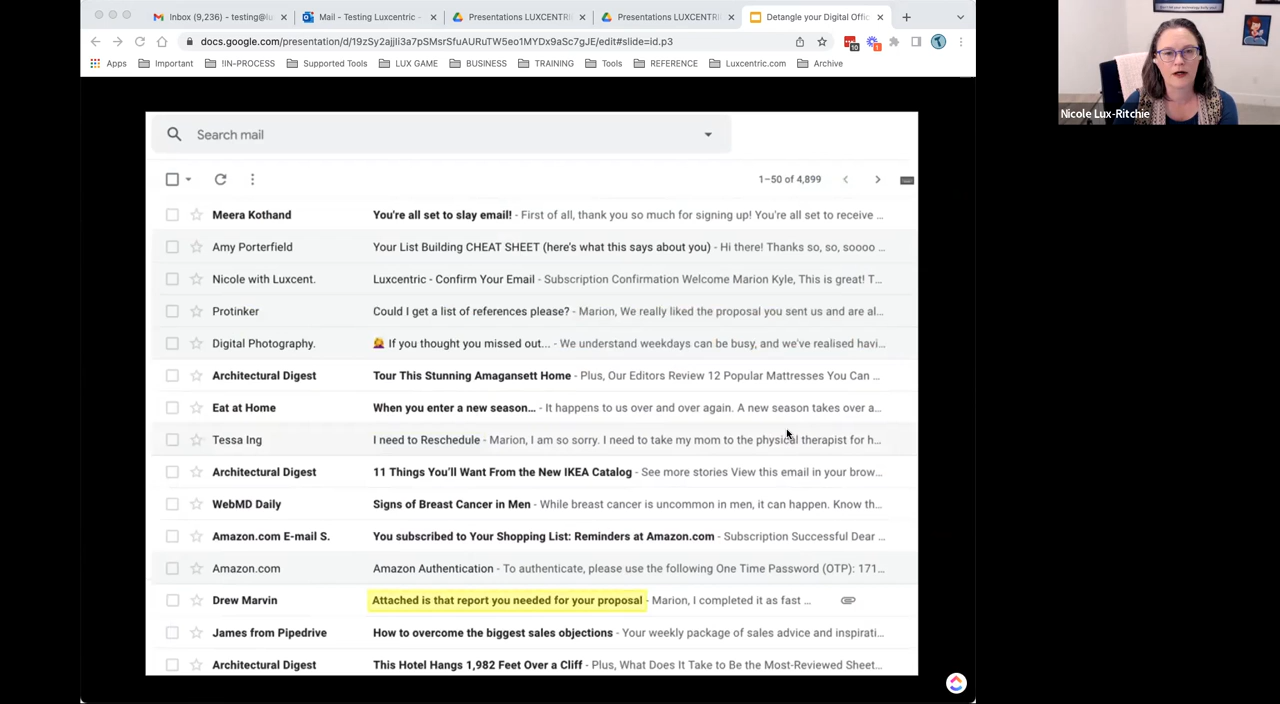 Inbox (9,236) - testing@lu
Mail - Testing Luxcentric -
Presentations LUXCENTRI
Presentations LUXCENTRI
Detangle your Digital Offic
docs.google.com/presentation/d/
/edit#slide=id.p3
Apps
Important
!IN-PROCESS
Supported Tools
LUX GAME
BUSINESS
TRAINING
Tools
REFERENCE
Luxcentric.com
Archive
Nicole Lux-Ritchie
Search mail
1–50 of 4,899
Meera Kothand You're all set to slay email! - First of all, thank you so much for signing up! You're all set to receive ...
Amy Porterfield Your List Building CHEAT SHEET (here's what this says about you) - Hi there! Thanks so, so, soooo ...
Nicole with Luxcent. Luxcentric - Confirm Your Email - Subscription Confirmation Welcome Marion Kyle, This is great! T...
Protinker Could I get a list of references please? - Marion, We really liked the proposal you sent us and are al...
Digital Photography. 🤦 If you thought you missed out... - We understand weekdays can be busy, and we've realised havi...
Architectural Digest Tour This Stunning Amagansett Home - Plus, Our Editors Review 12 Popular Mattresses You Can ...
Eat at Home When you enter a new season... - It happens to us over and over again. A new season takes over a...
Tessa Ing I need to Reschedule - Marion, I am so sorry. I need to take my mom to the physical therapist for h...
Architectural Digest 11 Things You'll Want From the New IKEA Catalog - See more stories View this email in your brow...
WebMD Daily Signs of Breast Cancer in Men - While breast cancer is uncommon in men, it can happen. Know th...
Amazon.com E-mail S. You subscribed to Your Shopping List: Reminders at Amazon.com - Subscription Successful Dear ...
Amazon.com Amazon Authentication - To authenticate, please use the following One Time Password (OTP): 171...
Drew Marvin Attached is that report you needed for your proposal - Marion, I completed it as fast ...
James from Pipedrive How to overcome the biggest sales objections - Your weekly package of sales advice and inspirati...
Architectural Digest This Hotel Hangs 1,982 Feet Over a Cliff - Plus, What Does It Take to Be the Most-Reviewed Sheet...